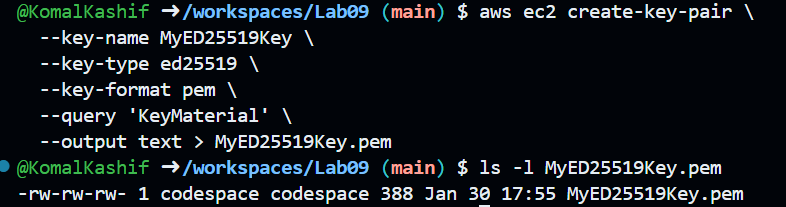 @KomalKashif ➜/workspaces/Lab09 (main) $ aws ec2 create-key-pair \
--key-name MyED25519Key \
--key-type ed25519 \
--key-format pem \
--query 'KeyMaterial' \
--output text > MyED25519Key.pem
@KomalKashif ➜/workspaces/Lab09 (main) $ ls -l MyED25519Key.pem
-rw-rw-rw- 1 codespace codespace 388 Jan 30 17:55 MyED25519Key.pem